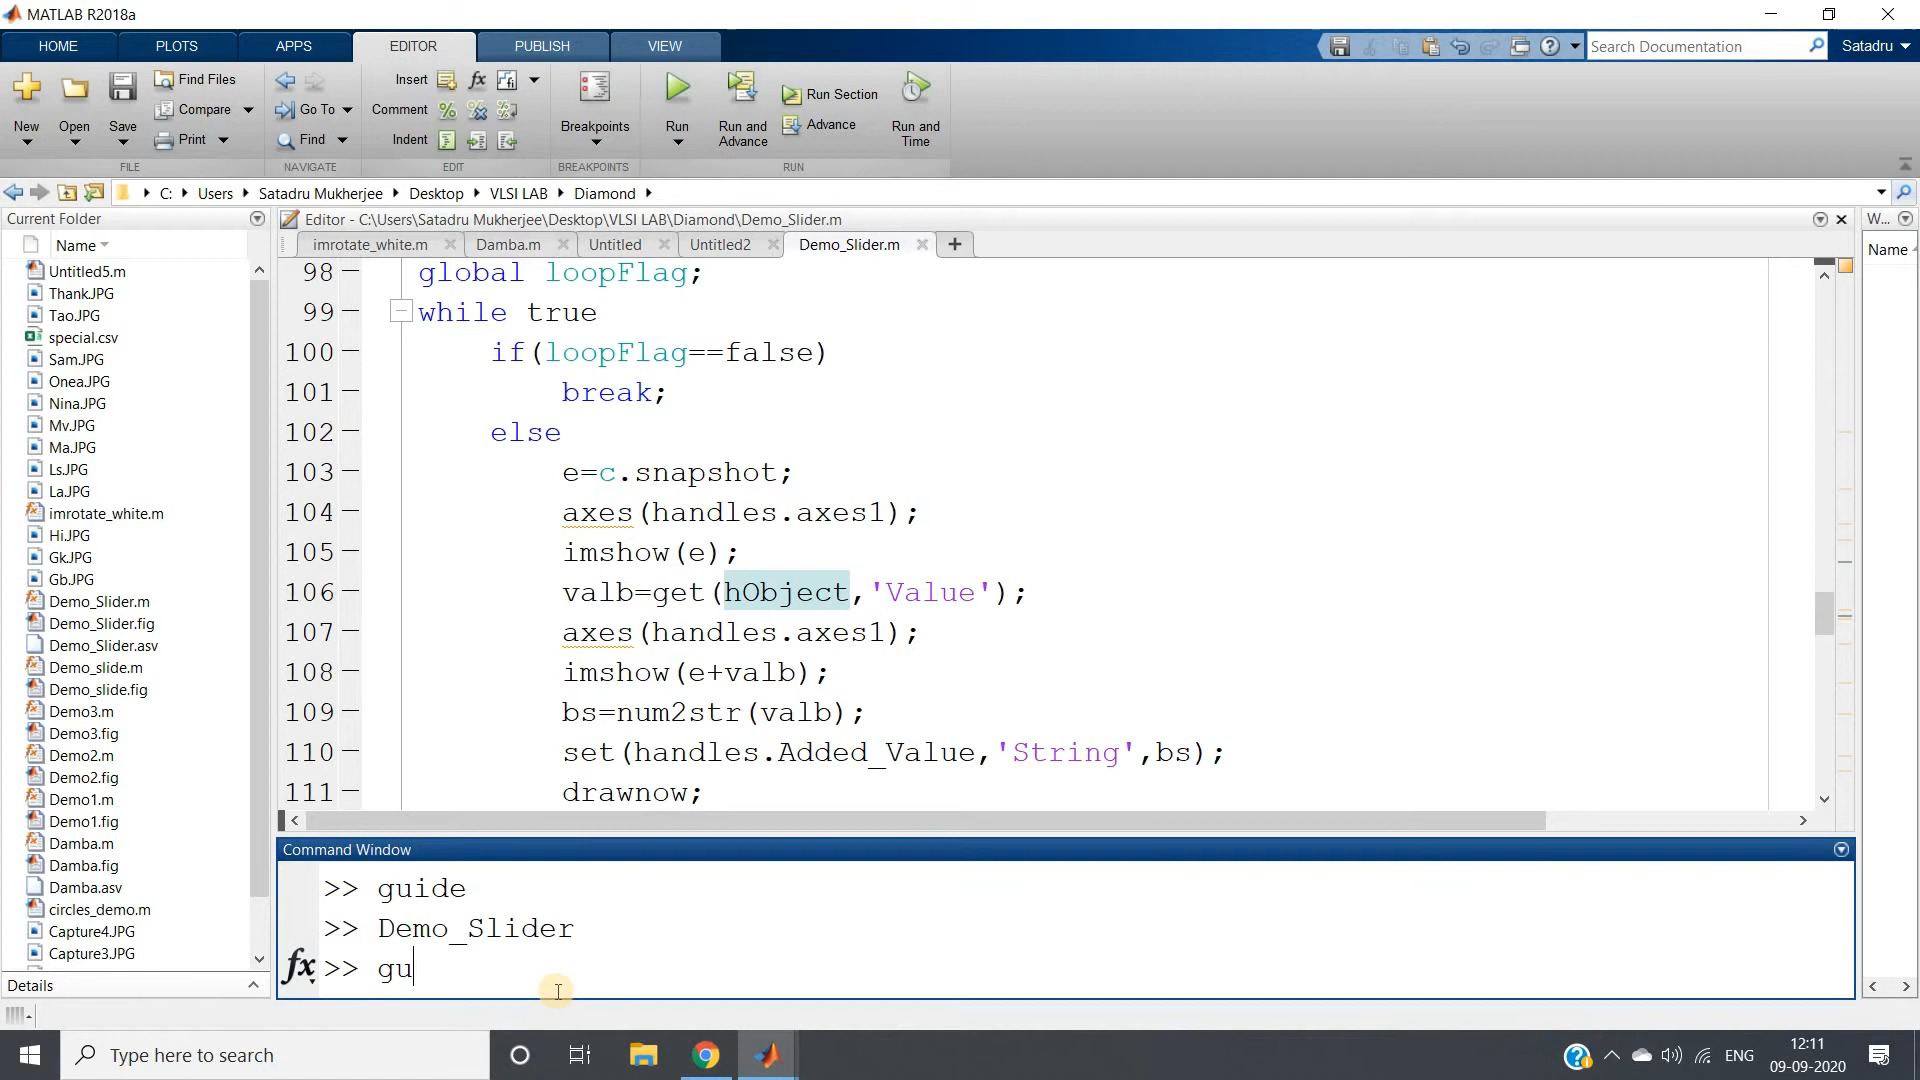 MATLAB R2018a
HOME PLOTS APPS EDITOR PUBLISH VIEW
Search Documentation
Satadru
New Open Save
Find Files
Compare
Print
Go To
Find
Insert
Comment
Indent
Breakpoints
Run
Run and Advance
Run Section
Advance
Run and Time
FILE NAVIGATE EDIT BREAKPOINTS RUN
C: Users Satadru Mukherjee Desktop VLSI LAB Diamond
Current Folder
Name
Untitled5.m
Thank.JPG
Tao.JPG
special.csv
Sam.JPG
Onea.JPG
Nina.JPG
Mv.JPG
Ma.JPG
Ls.JPG
La.JPG
imrotate_white.m
Hi.JPG
Gk.JPG
Gb.JPG
Demo_Slider.m
Demo_Slider.fig
Demo_Slider.asv
Demo_slide.m
Demo_slide.fig
Demo3.m
Demo3.fig
Demo2.m
Demo2.fig
Demo1.m
Demo1.fig
Damba.m
Damba.fig
Damba.asv
circles_demo.m
Capture4.JPG
Capture3.JPG
Details
Editor - C:\Users\Satadru Mukherjee\Desktop\VLSI LAB\Diamond\Demo_Slider.m
imrotate_white.m Damba.m Untitled Untitled2 Demo_Slider.m
98 global loopFlag;
99 while true
100 if(loopFlag==false)
101 break;
102 else
103 e=c.snapshot;
104 axes(handles.axes1);
105 imshow(e);
106 valb=get(hObject,'Value');
107 axes(handles.axes1);
108 imshow(e+valb);
109 bs=num2str(valb);
110 set(handles.Added_Value,'String',bs);
111 drawnow;
W...
Name
Command Window
>> guide
>> Demo_Slider
fx >> gu
Type here to search
ENG
12:11
09-09-2020